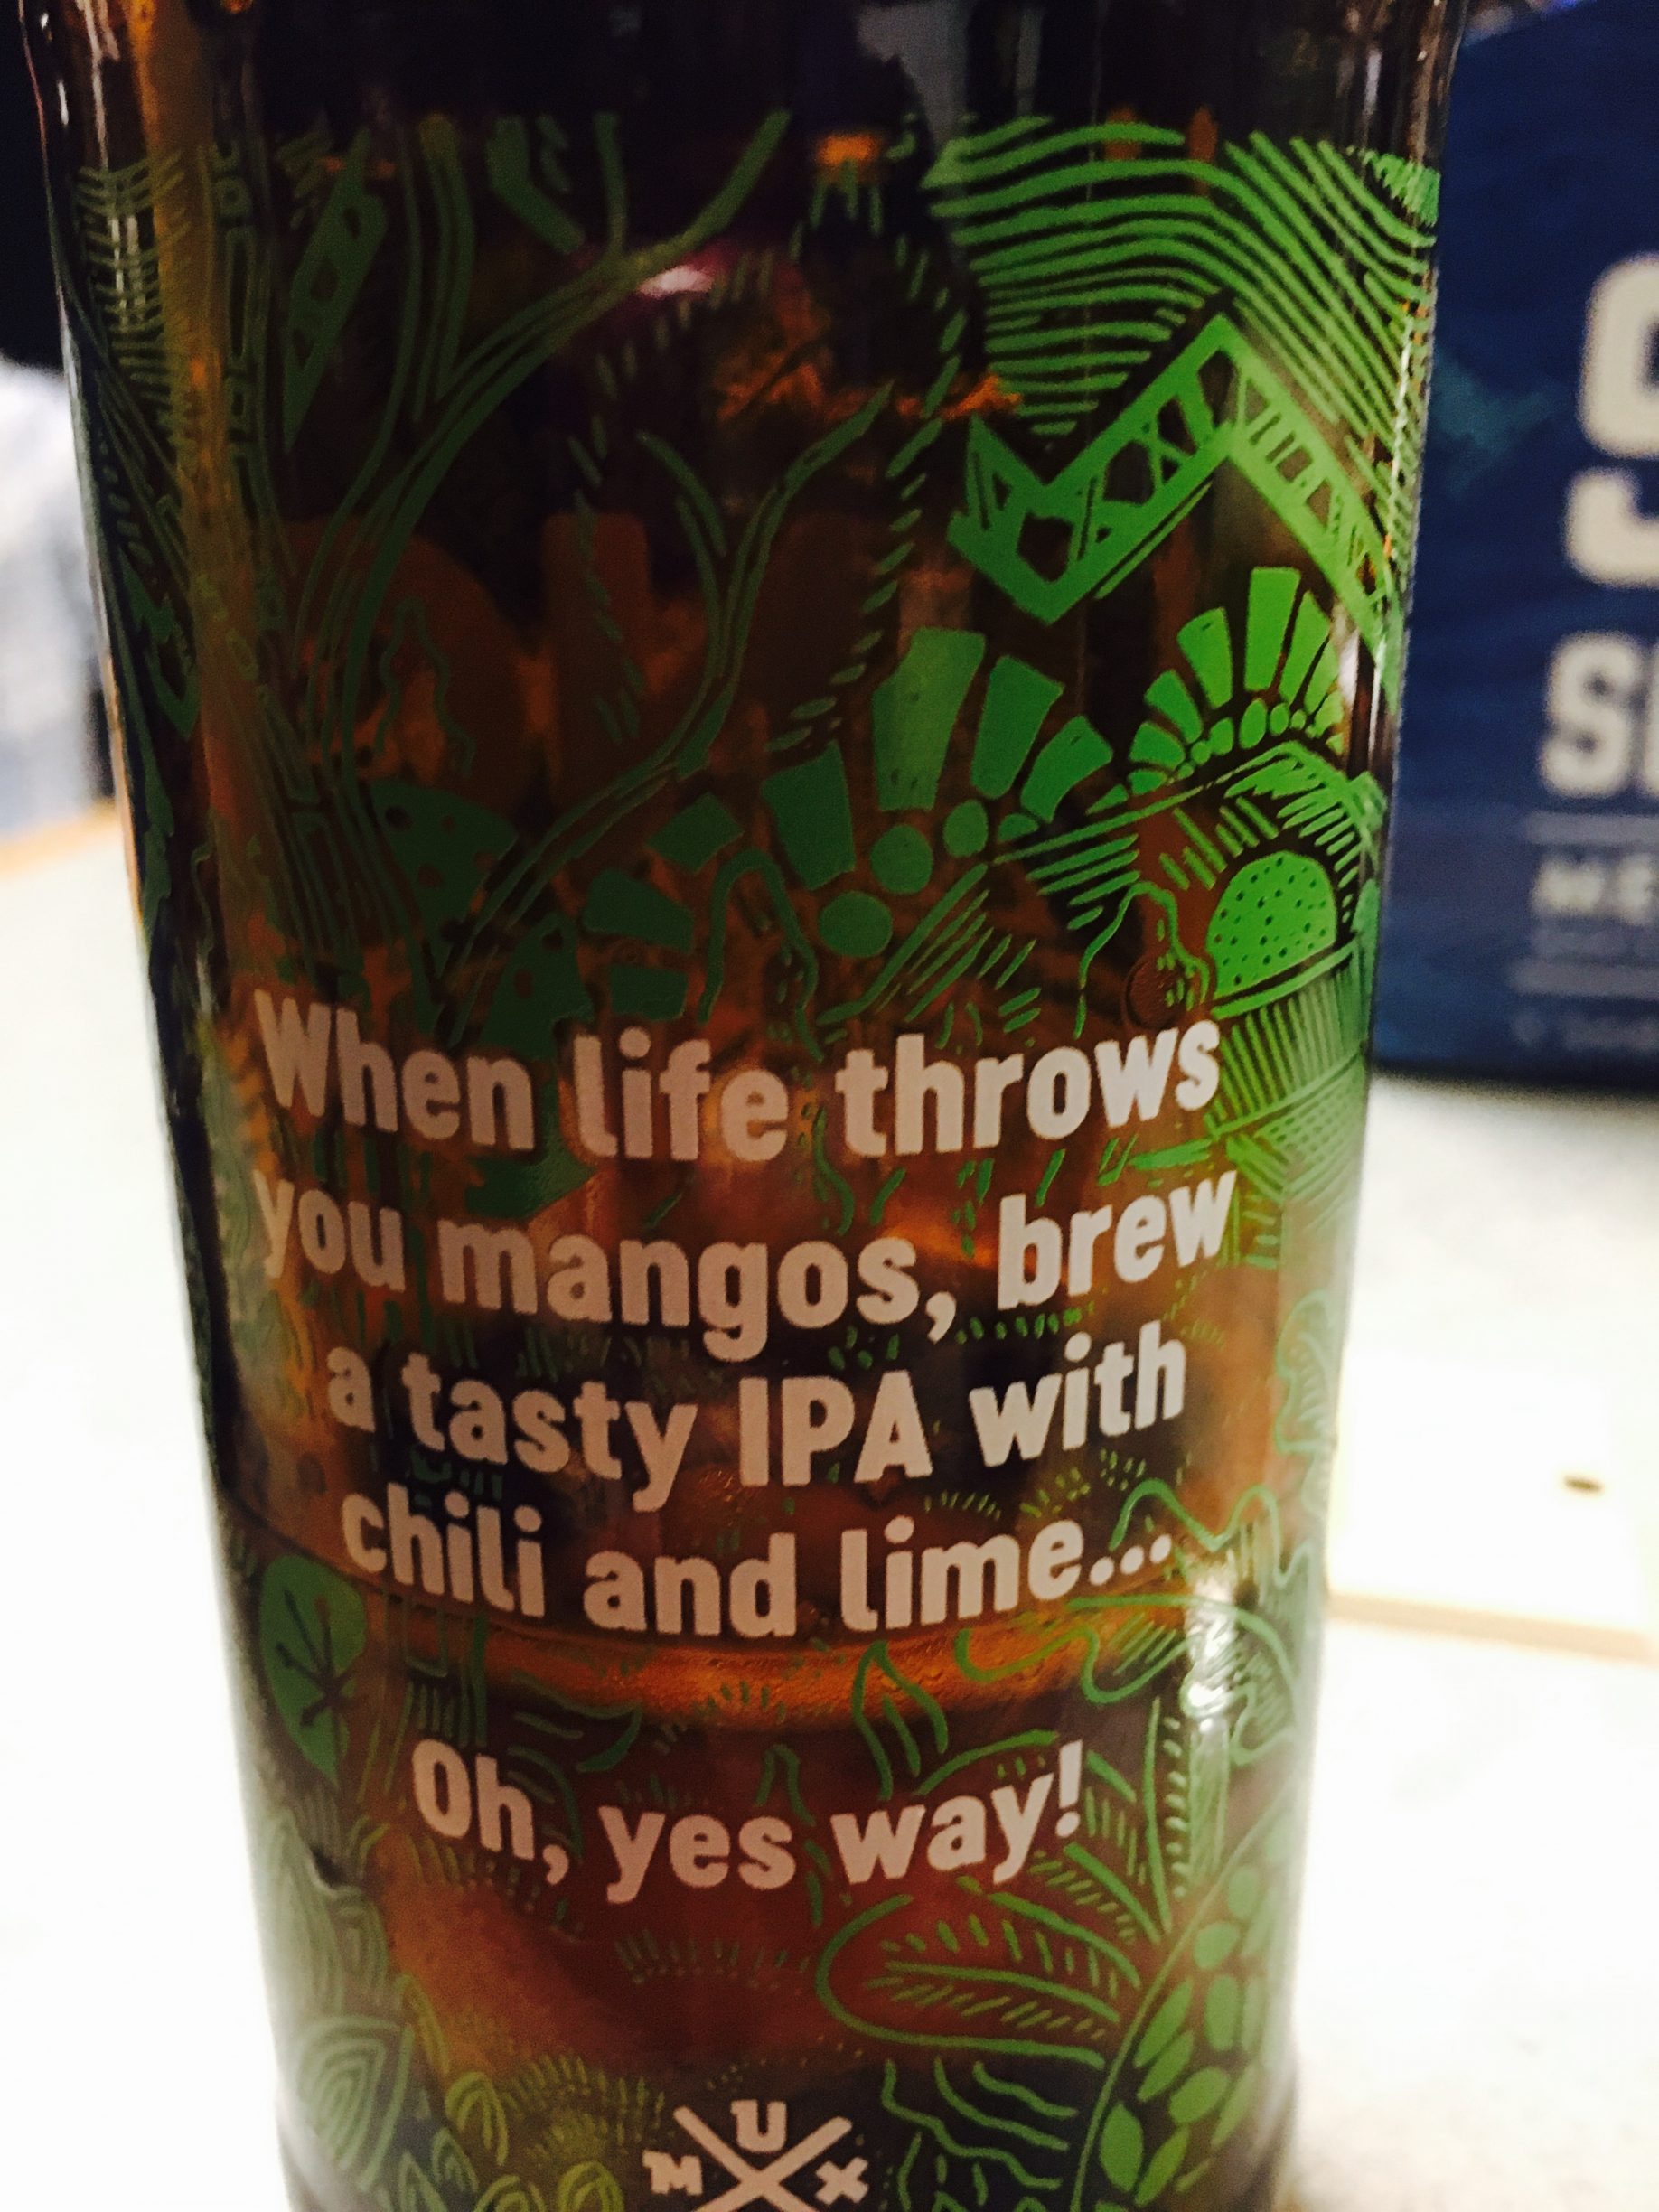 When life throws
you mangos, brew
a tasty IPA with
chili and lime...
Oh, yes way!
U
M X